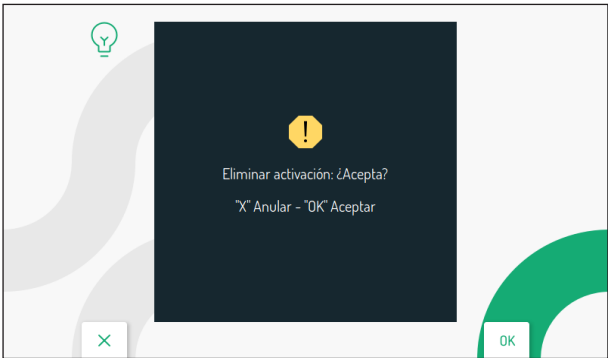 Eliminar activación: ¿Acepta?
"X" Anular - "OK" Aceptar
OK